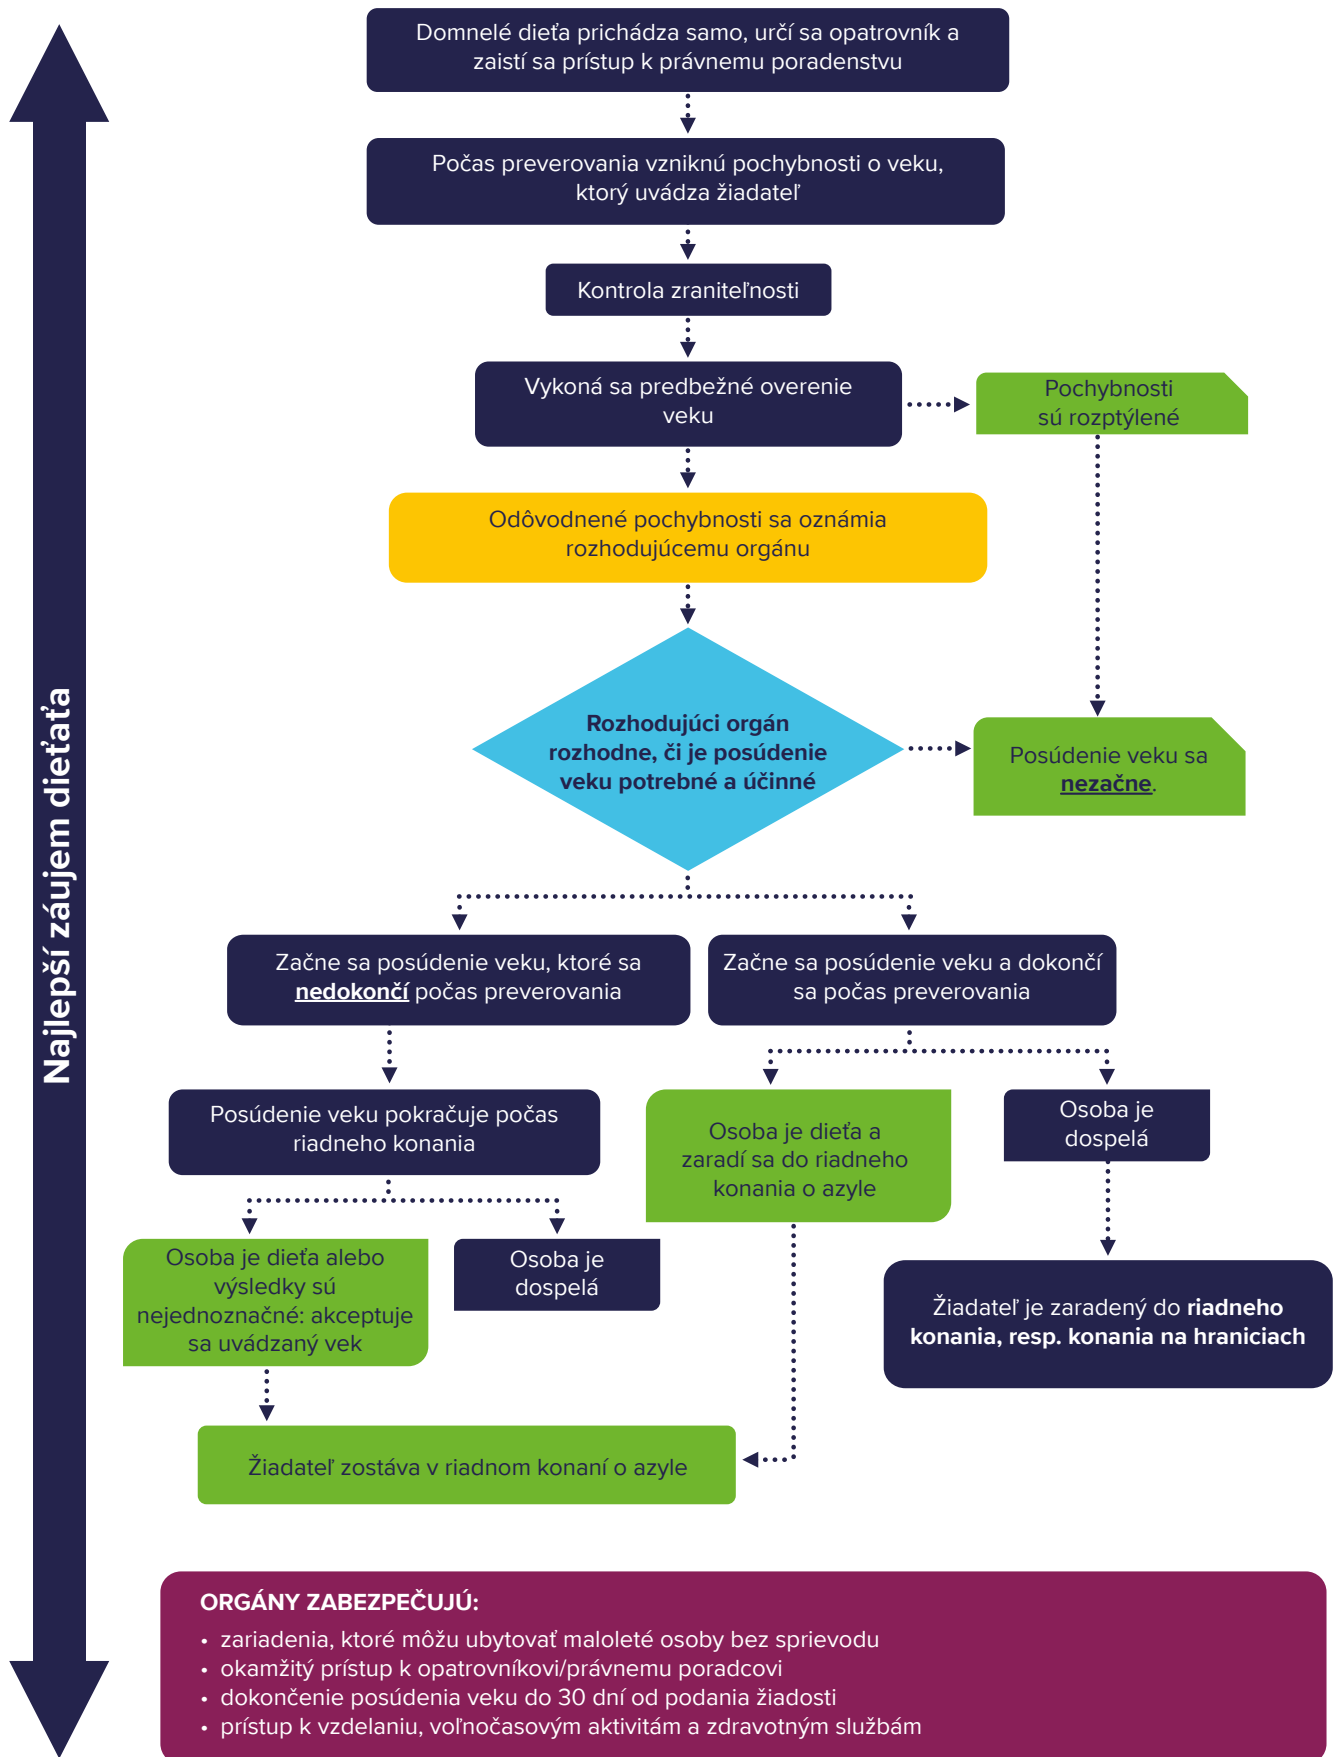 Domnelé dieťa prichádza samo, určí sa opatrovník a
zaistí sa prístup k právnemu poradenstvu
Počas preverovania vzniknú pochybnosti o veku,
ktorý uvádza žiadateľ
Kontrola zraniteľnosti
Vykoná sa predbežné overenie
veku
Pochybnosti
sú rozptýlené
Odôvodnené pochybnosti sa oznámia
rozhodujúcemu orgánu
Rozhodujúci orgán
rozhodne, či je posúdenie
veku potrebné a účinné
Posúdenie veku sa
nezačne.
Najlepší záujem dieťaťa
Začne sa posúdenie veku, ktoré sa
nedokončí počas preverovania
Začne sa posúdenie veku a dokončí
sa počas preverovania
Posúdenie veku pokračuje počas
riadneho konania
Osoba je dieťa a
zaradí sa do riadneho
konania o azyle
Osoba je
dospelá
Osoba je dieťa alebo
výsledky sú
nejednoznačné: akceptuje
sa uvádzaný vek
Osoba je
dospelá
Žiadateľ je zaradený do riadneho
konania, resp. konania na hraniciach
Žiadateľ zostáva v riadnom konaní o azyle
ORGÁNY ZABEZPEČUJÚ:
• zariadenia, ktoré môžu ubytovať maloleté osoby bez sprievodu
• okamžitý prístup k opatrovníkovi/právnemu poradcovi
• dokončenie posúdenia veku do 30 dní od podania žiadosti
• prístup k vzdelaniu, voľnočasovým aktivitám a zdravotným službám